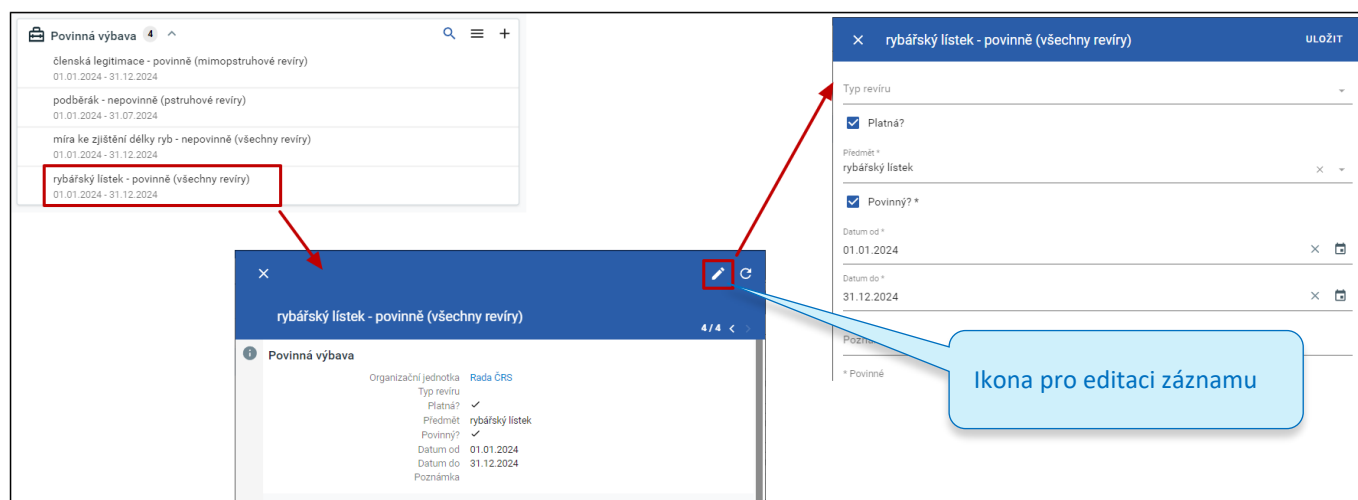 Povinná výbava 4
členská legitimace - povinně (mimopstruhové revíry)
01.01.2024 - 31.12.2024
podběrák - nepovinně (pstruhové revíry)
01.01.2024 - 31.07.2024
míra ke zjištění délky ryb - nepovinně (všechny revíry)
01.01.2024 - 31.12.2024
rybářský lístek - povinně (všechny revíry)
01.01.2024 - 31.12.2024
rybářský lístek - povinně (všechny revíry)
4 / 4
Povinná výbava
Organizační jednotka Rada ČRS
Typ revíru
Platná?
Předmět rybářský lístek
Povinný?
Datum od 01.01.2024
Datum do 31.12.2024
Poznámka
rybářský lístek - povinně (všechny revíry) ULOŽIT
Typ revíru
Platná?
Předmět *
rybářský lístek
Povinný? *
Datum od *
01.01.2024
Datum do *
31.12.2024
* Povinné
Ikona pro editaci záznamu